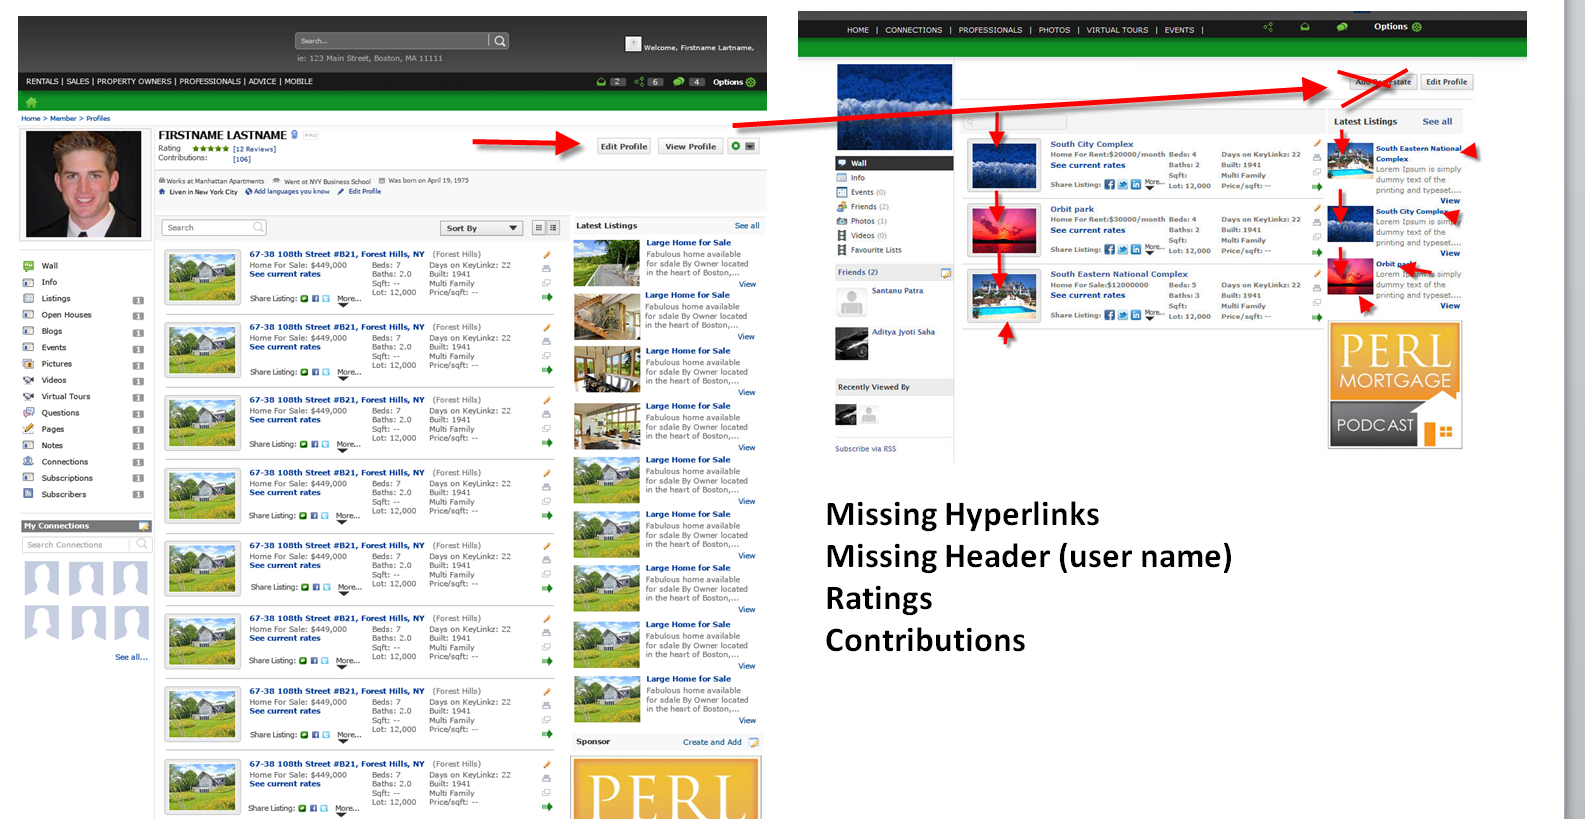 Search...
Welcome, Firstname Lartname,
ie: 123 Main Street, Boston, MA 11111
RENTALS | SALES | PROPERTY OWNERS | PROFESSIONALS | ADVICE | MOBILE
2 6 4 Options
Home > Member > Profiles
FIRSTNAME LASTNAME PRO
Rating [12 Reviews]
Contributions: [106]
Edit Profile View Profile
Works at Manhattan Apartments Went ot NYY Business School Was born on April 19, 1975
Liven in New York City Add languages you know Edit Profile
Search
Sort By
Wall
Info
Listings 1
Open Houses 1
Blogs 1
Events 1
Pictures 1
Videos 1
Virtual Tours 1
Questions 1
Pages 1
Notes 1
Connections 1
Subscriptions 1
Subscribers 1
My Connections
Search Connections
See all...
67-38 108th Street #B21, Forest Hills, NY (Forest Hills)
Home For Sale: $449,000 Beds: 7 Days on KeyLinkz: 22
See current rates Baths: 2.0 Built: 1941
Sqft: -- Multi Family
Lot: 12,000 Price/sqft: --
Share Listing: More...
67-38 108th Street #B21, Forest Hills, NY (Forest Hills)
Home For Sale: $449,000 Beds: 7 Days on KeyLinkz: 22
See current rates Baths: 2.0 Built: 1941
Sqft: -- Multi Family
Lot: 12,000 Price/sqft: --
Share Listing: More...
67-38 108th Street #B21, Forest Hills, NY (Forest Hills)
Home For Sale: $449,000 Beds: 7 Days on KeyLinkz: 22
See current rates Baths: 2.0 Built: 1941
Sqft: -- Multi Family
Lot: 12,000 Price/sqft: --
Share Listing: More...
67-38 108th Street #B21, Forest Hills, NY (Forest Hills)
Home For Sale: $449,000 Beds: 7 Days on KeyLinkz: 22
See current rates Baths: 2.0 Built: 1941
Sqft: -- Multi Family
Lot: 12,000 Price/sqft: --
Share Listing: More...
67-38 108th Street #B21, Forest Hills, NY (Forest Hills)
Home For Sale: $449,000 Beds: 7 Days on KeyLinkz: 22
See current rates Baths: 2.0 Built: 1941
Sqft: -- Multi Family
Lot: 12,000 Price/sqft: --
Share Listing: More...
67-38 108th Street #B21, Forest Hills, NY (Forest Hills)
Home For Sale: $449,000 Beds: 7 Days on KeyLinkz: 22
See current rates Baths: 2.0 Built: 1941
Sqft: -- Multi Family
Lot: 12,000 Price/sqft: --
Share Listing: More...
67-38 108th Street #B21, Forest Hills, NY (Forest Hills)
Home For Sale: $449,000 Beds: 7 Days on KeyLinkz: 22
See current rates Baths: 2.0 Built: 1941
Sqft: -- Multi Family
Lot: 12,000 Price/sqft: --
Share Listing: More...
67-38 108th Street #B21, Forest Hills, NY (Forest Hills)
Home For Sale: $449,000 Beds: 7 Days on KeyLinkz: 22
See current rates Baths: 2.0 Built: 1941
Sqft: -- Multi Family
Lot: 12,000 Price/sqft: --
Share Listing: More...
Latest Listings See all
Large Home for Sale
Fabulous home available
for sdale By Owner located
in the heart of Boston,...
View
Large Home for Sale
Fabulous home available
for sdale By Owner located
in the heart of Boston,...
View
Large Home for Sale
Fabulous home available
for sdale By Owner located
in the heart of Boston,...
View
Large Home for Sale
Fabulous home available
for sdale By Owner located
in the heart of Boston,...
View
Large Home for Sale
Fabulous home available
for sdale By Owner located
in the heart of Boston,...
View
Large Home for Sale
Fabulous home available
for sdale By Owner located
in the heart of Boston,...
View
Large Home for Sale
Fabulous home available
for sdale By Owner located
in the heart of Boston,...
View
Large Home for Sale
Fabulous home available
for sdale By Owner located
in the heart of Boston,...
View
Large Home for Sale
Fabulous home available
for sdale By Owner located
in the heart of Boston,...
View
Sponsor Create and Add
PERL
HOME | CONNECTIONS | PROFESSIONALS | PHOTOS | VIRTUAL TOURS | EVENTS |
Options
Edit Profile
Wall
Info
Events (0)
Friends (2)
Photos (1)
Videos (0)
Favourite Lists
Friends (2)
Santanu Patra
Aditya Jyoti Saha
Recently Viewed By
Subscribe via RSS
South City Complex
Home For Rent:$20000/month Beds: 4 Days on KeyLinkz: 22
See current rates Baths: 2 Built: 1941
Sqft: Multi Family
Share Listing: More... Lot: 12,000 Price/sqft: --
Orbit park
Home For Rent:$30000/month Beds: 4 Days on KeyLinkz: 22
See current rates Baths: 2 Built: 1941
Sqft: Multi Family
Share Listing: More... Lot: 12,000 Price/sqft: --
South Eastern National Complex
Home For Sale:$12000000 Beds: 5 Days on KeyLinkz: 22
See current rates Baths: 3 Built: 1941
Sqft: Multi Family
Share Listing: More... Lot: 12,000 Price/sqft: --
Latest Listings See all
South Eastern National
Complex
Lorem Ipsum is simply
dummy text of the
printing and typeset....
View
South City Complex
Lorem Ipsum is simply
dummy text of the
printing and typeset....
View
Orbit park
Lorem Ipsum is simply
dummy text of the
printing and typeset....
View
PERL
MORTGAGE
PODCAST
Missing Hyperlinks
Missing Header (user name)
Ratings
Contributions